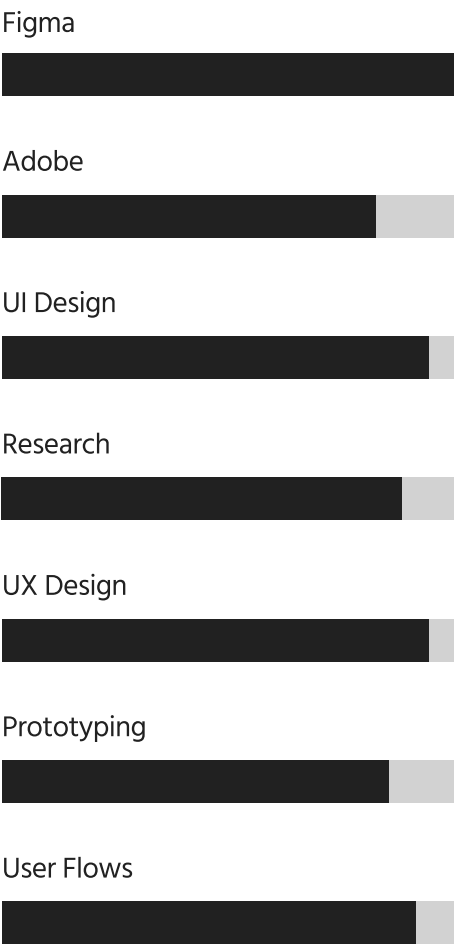 Figma
Adobe
UI Design
Research
UX Design
Prototyping
User Flows